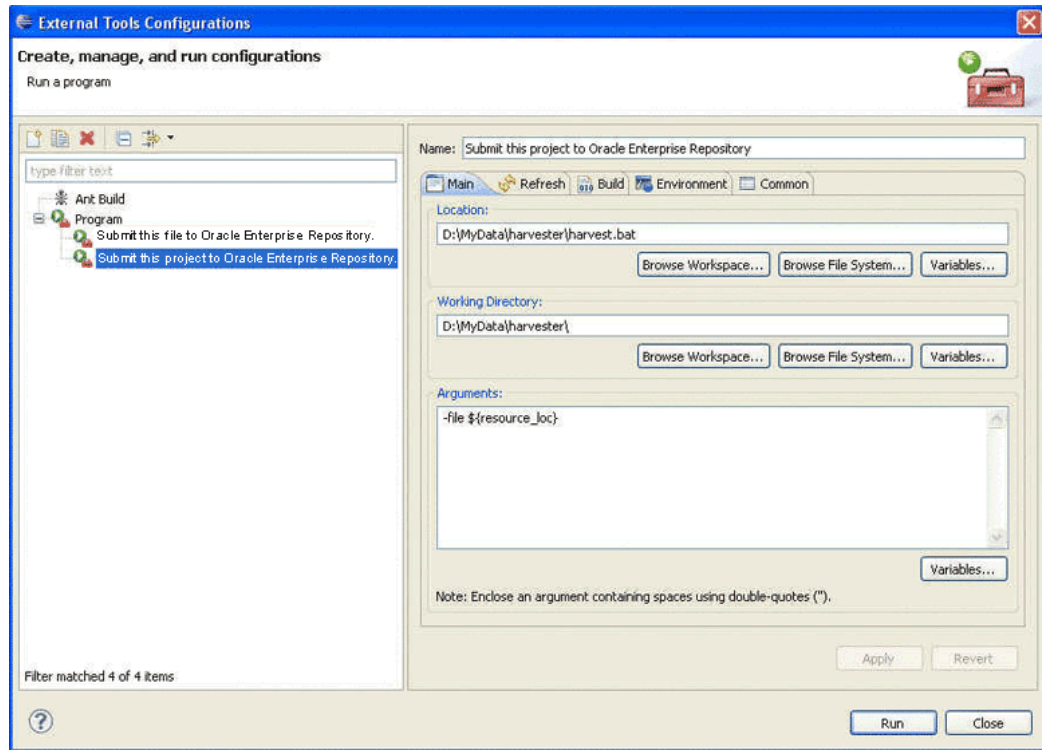 External Tools Configurations
Create, manage, and run configurations
Run a program
type filter text
Ant Build
Program
Submit this file to Oracle Enterprise Repository.
Submit this project to Oracle Enterprise Repository.
Filter matched 4 of 4 items
Name: Submit this project to Oracle Enterprise Repository
Main Refresh Build Environment Common
Location:
D:\MyData\harvester\harvest.bat
Browse Workspace... Browse File System... Variables...
Working Directory:
D:\MyData\harvester\
Browse Workspace... Browse File System... Variables...
Arguments:
-file ${resource_loc}
Variables...
Note: Enclose an argument containing spaces using double-quotes (").
Apply Revert
? Run Close